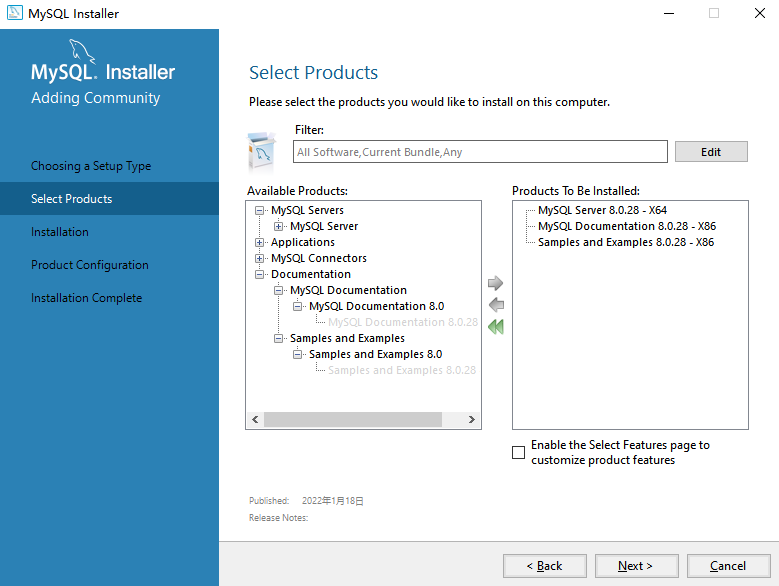 MySQL Installer
MySQL. Installer
Adding Community
Choosing a Setup Type
Select Products
Installation
Product Configuration
Installation Complete
Select Products
Please select the products you would like to install on this computer.
Filter:
All Software,Current Bundle,Any
Edit
Available Products:
MySQL Servers
MySQL Server
Applications
MySQL Connectors
Documentation
MySQL Documentation
MySQL Documentation 8.0
MySQL Documentation 8.0.28
Samples and Examples
Samples and Examples 8.0
Samples and Examples 8.0.28
Products To Be Installed:
MySQL Server 8.0.28 - X64
MySQL Documentation 8.0.28 - X86
Samples and Examples 8.0.28 - X86
Enable the Select Features page to
customize product features
Published: 2022年1月18日
Release Notes:
< Back
Next >
Cancel